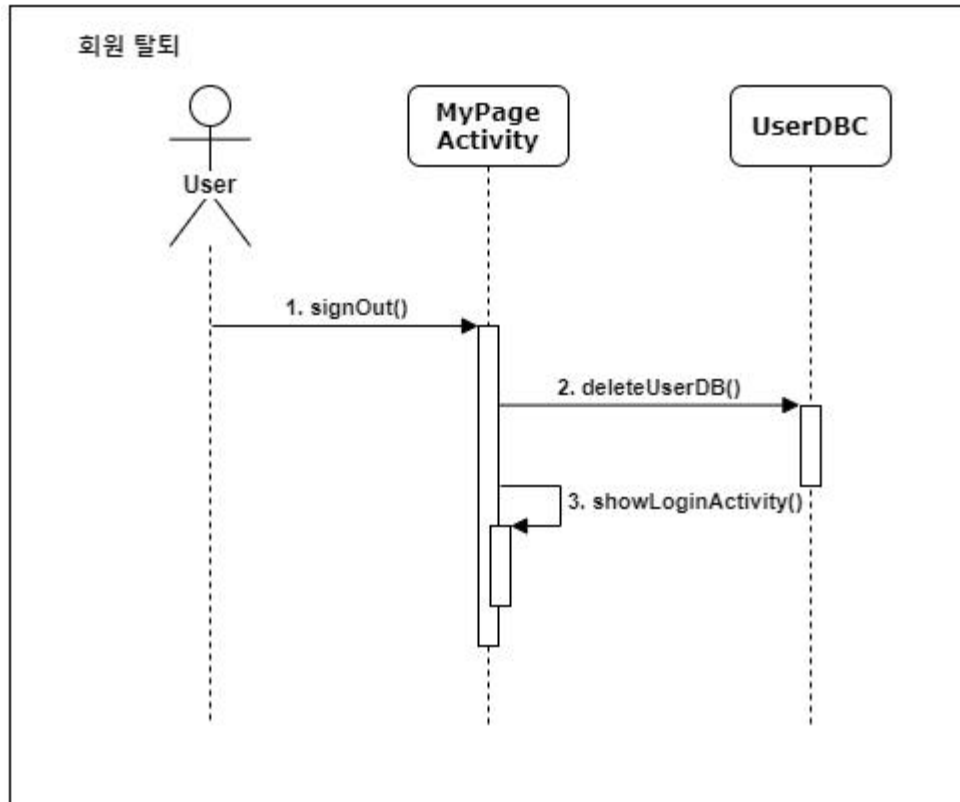 회원 탈퇴
MyPage
Activity
UserDBC
User
1. signOut()
2. deleteUserDB()
3. showLoginActivity()